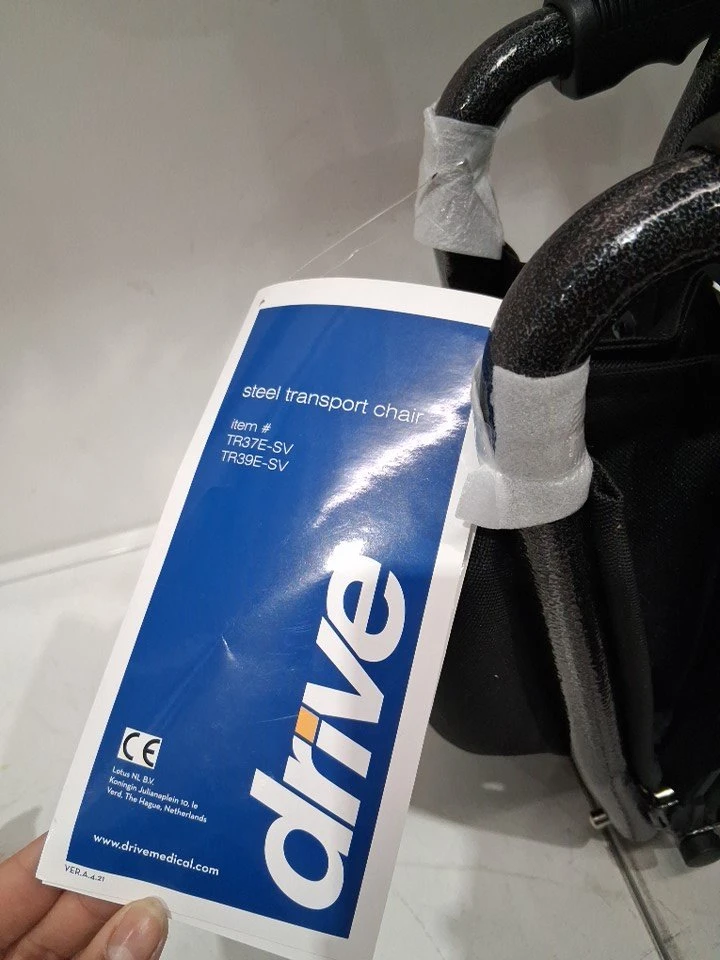 steel transport chair
item #
TR37E-SV
TR39E-SV
drive
CE
Lotus NL B.V.
Koningin Julianaplein 10, 1e
Verd, The Hague, Netherlands
www.drivemedical.com
VER.A.4.21